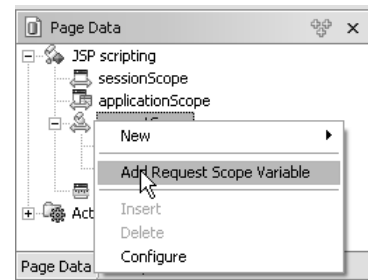 Page Data
JSP scripting
sessionScope
applicationScope
New
Add Request Scope Variable
Insert
Act
Delete
Configure
Page Data